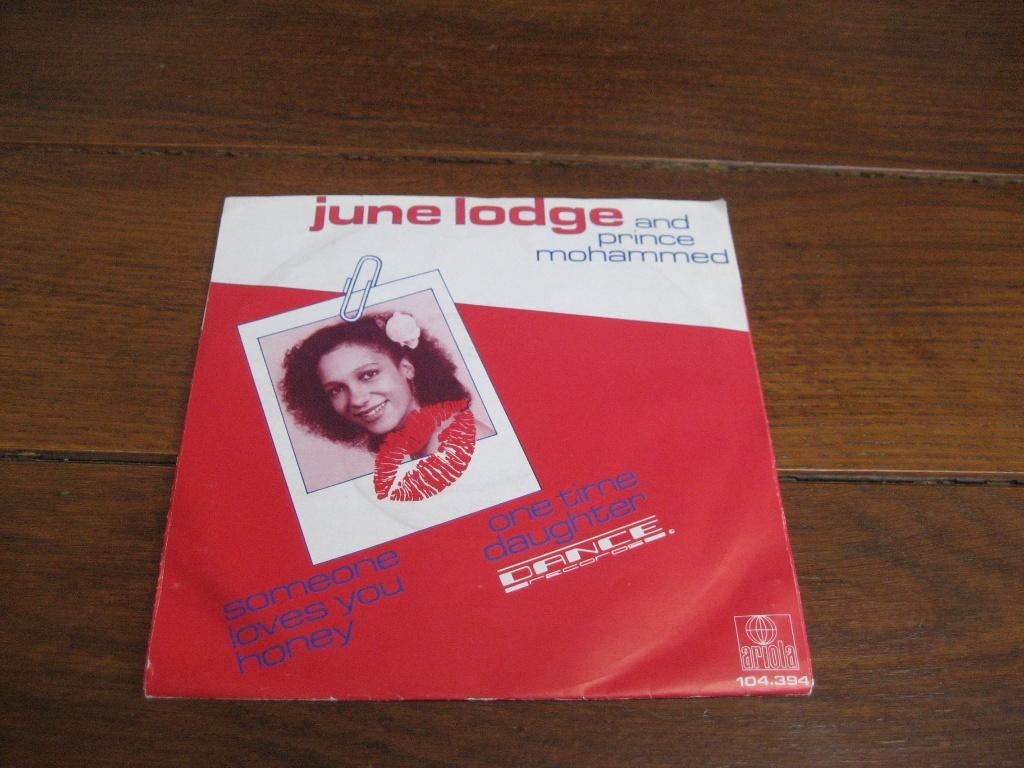 june lodge and
prince
mohammed
someone
loves you
honey
one time
daughter
DANCE
records
ariola
104.394